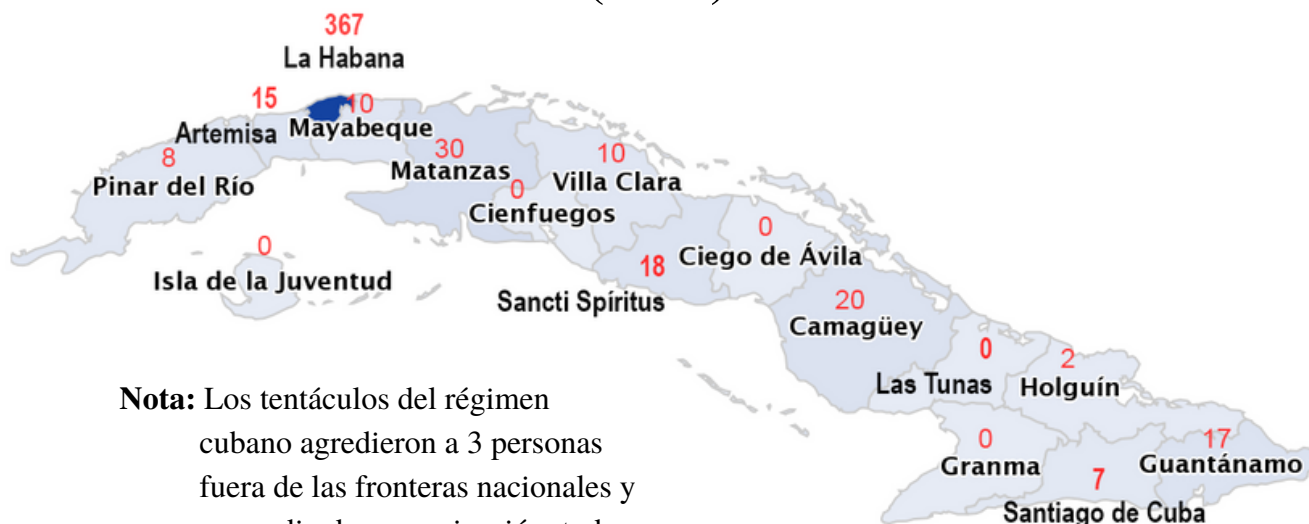 367
La Habana
15
10
Artemisa
Mayabeque
8
Pinar del Río
30
Matanzas
10
Villa Clara
0
Cienfuegos
0
Isla de la Juventud
18
Sancti Spíritus
0
Ciego de Ávila
20
Camagüey
0
Las Tunas
2
Holguín
0
Granma
7
Santiago de Cuba
17
Guantánamo
Nota: Los tentáculos del régimen
cubano agredieron a 3 personas
fuera de las fronteras nacionales y